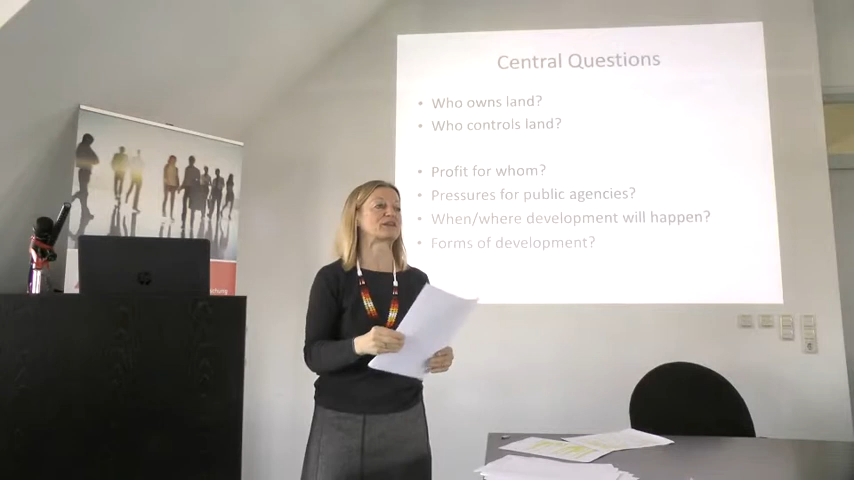 Central Questions
• Who owns land?
• Who controls land?
• Profit for whom?
• Pressures for public agencies?
• When/where development will happen?
• Forms of development?